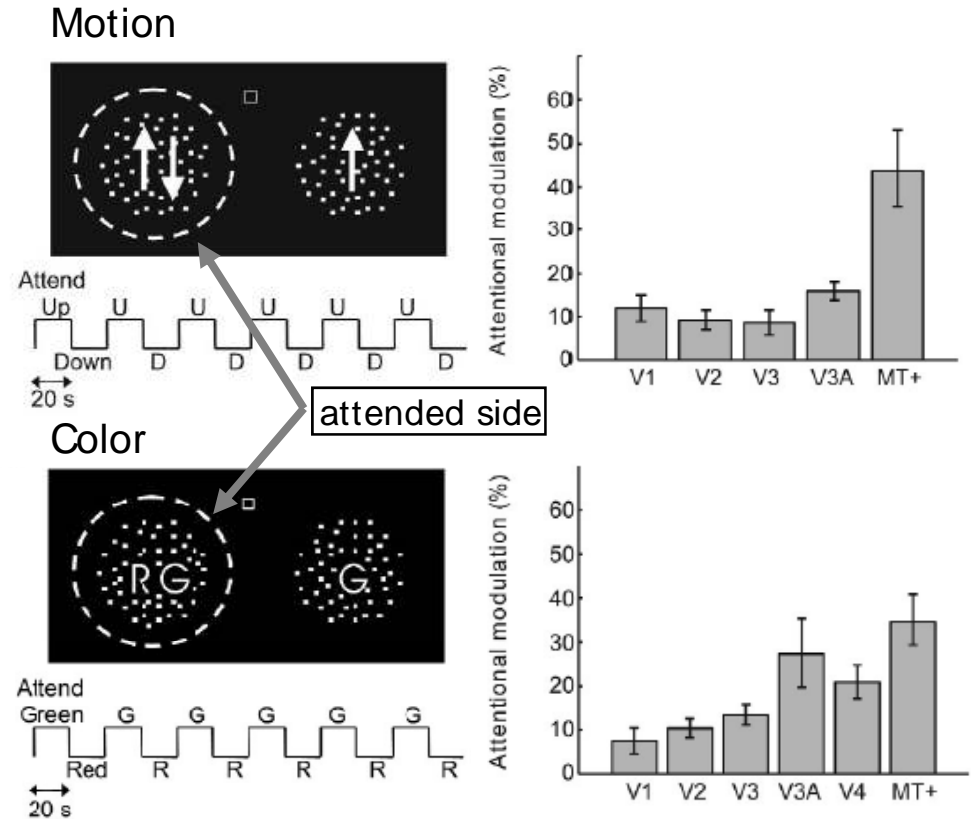 Motion
Attend
Up U U U U U
Down D D D D D
20 s
Attentional modulation (%)
60
50
40
30
20
10
0
V1 V2 V3 V3A MT+
attended side
Color
R G
G
Attend
Green G G G G G
Red R R R R R
20 s
Attentional modulation (%)
60
50
40
30
20
10
0
V1 V2 V3 V3A V4 MT+